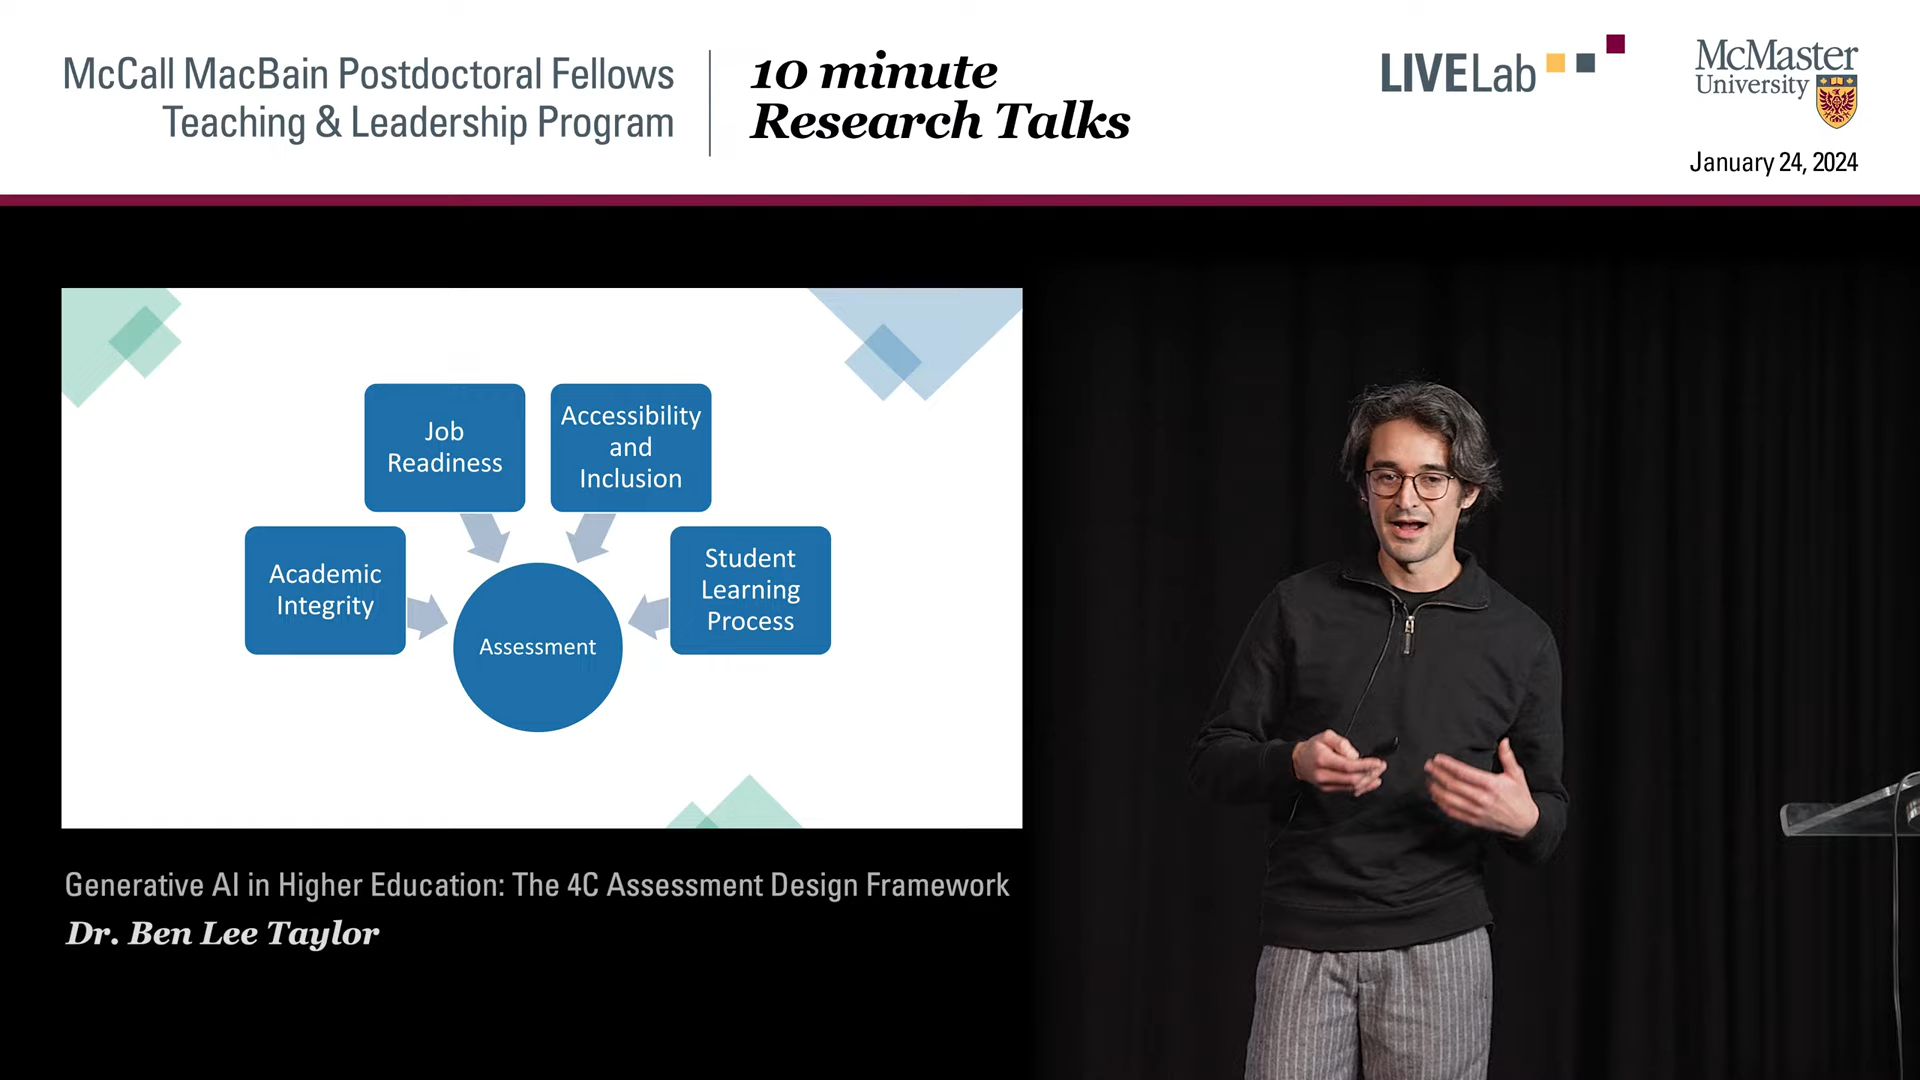 McCall MacBain Postdoctoral Fellows
Teaching & Leadership Program
10 minute
Research Talks
LIVELab
McMaster
University
January 24, 2024
Job
Readiness
Accessibility
and
Inclusion
Academic
Integrity
Student
Learning
Process
Assessment
Generative AI in Higher Education: The 4C Assessment Design Framework
Dr. Ben Lee Taylor